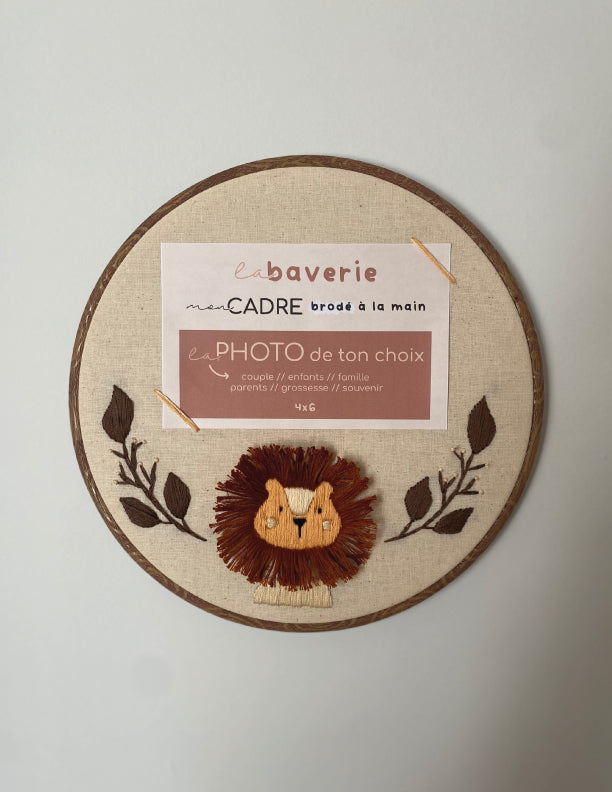 la baverie
mon CADRE brodé à la main
la PHOTO de ton choix
couple // enfants // famille
parents // grossesse // souvenir
4x6